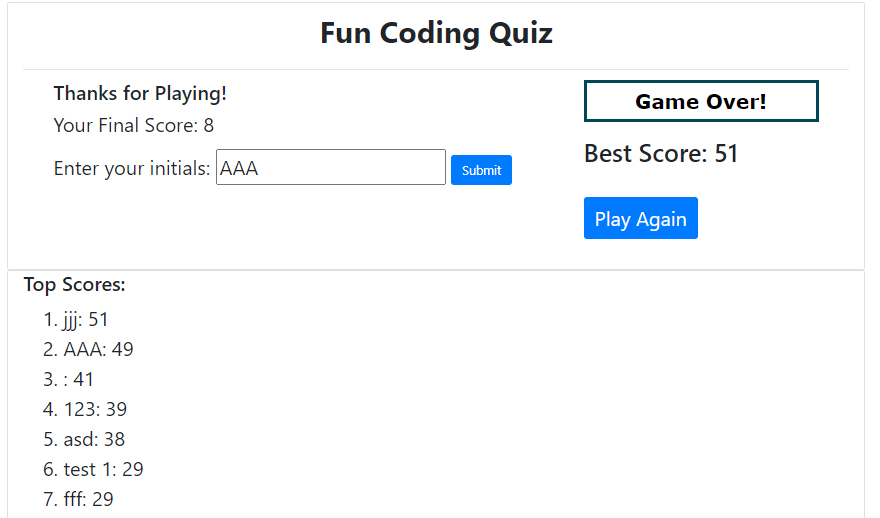 Fun Coding Quiz
Thanks for Playing!
Your Final Score: 8
Enter your initials: AAA Submit
Game Over!
Best Score: 51
Play Again
Top Scores:
1. jjj: 51
2. AAA: 49
3. : 41
4. 123: 39
5. asd: 38
6. test 1: 29
7. fff: 29